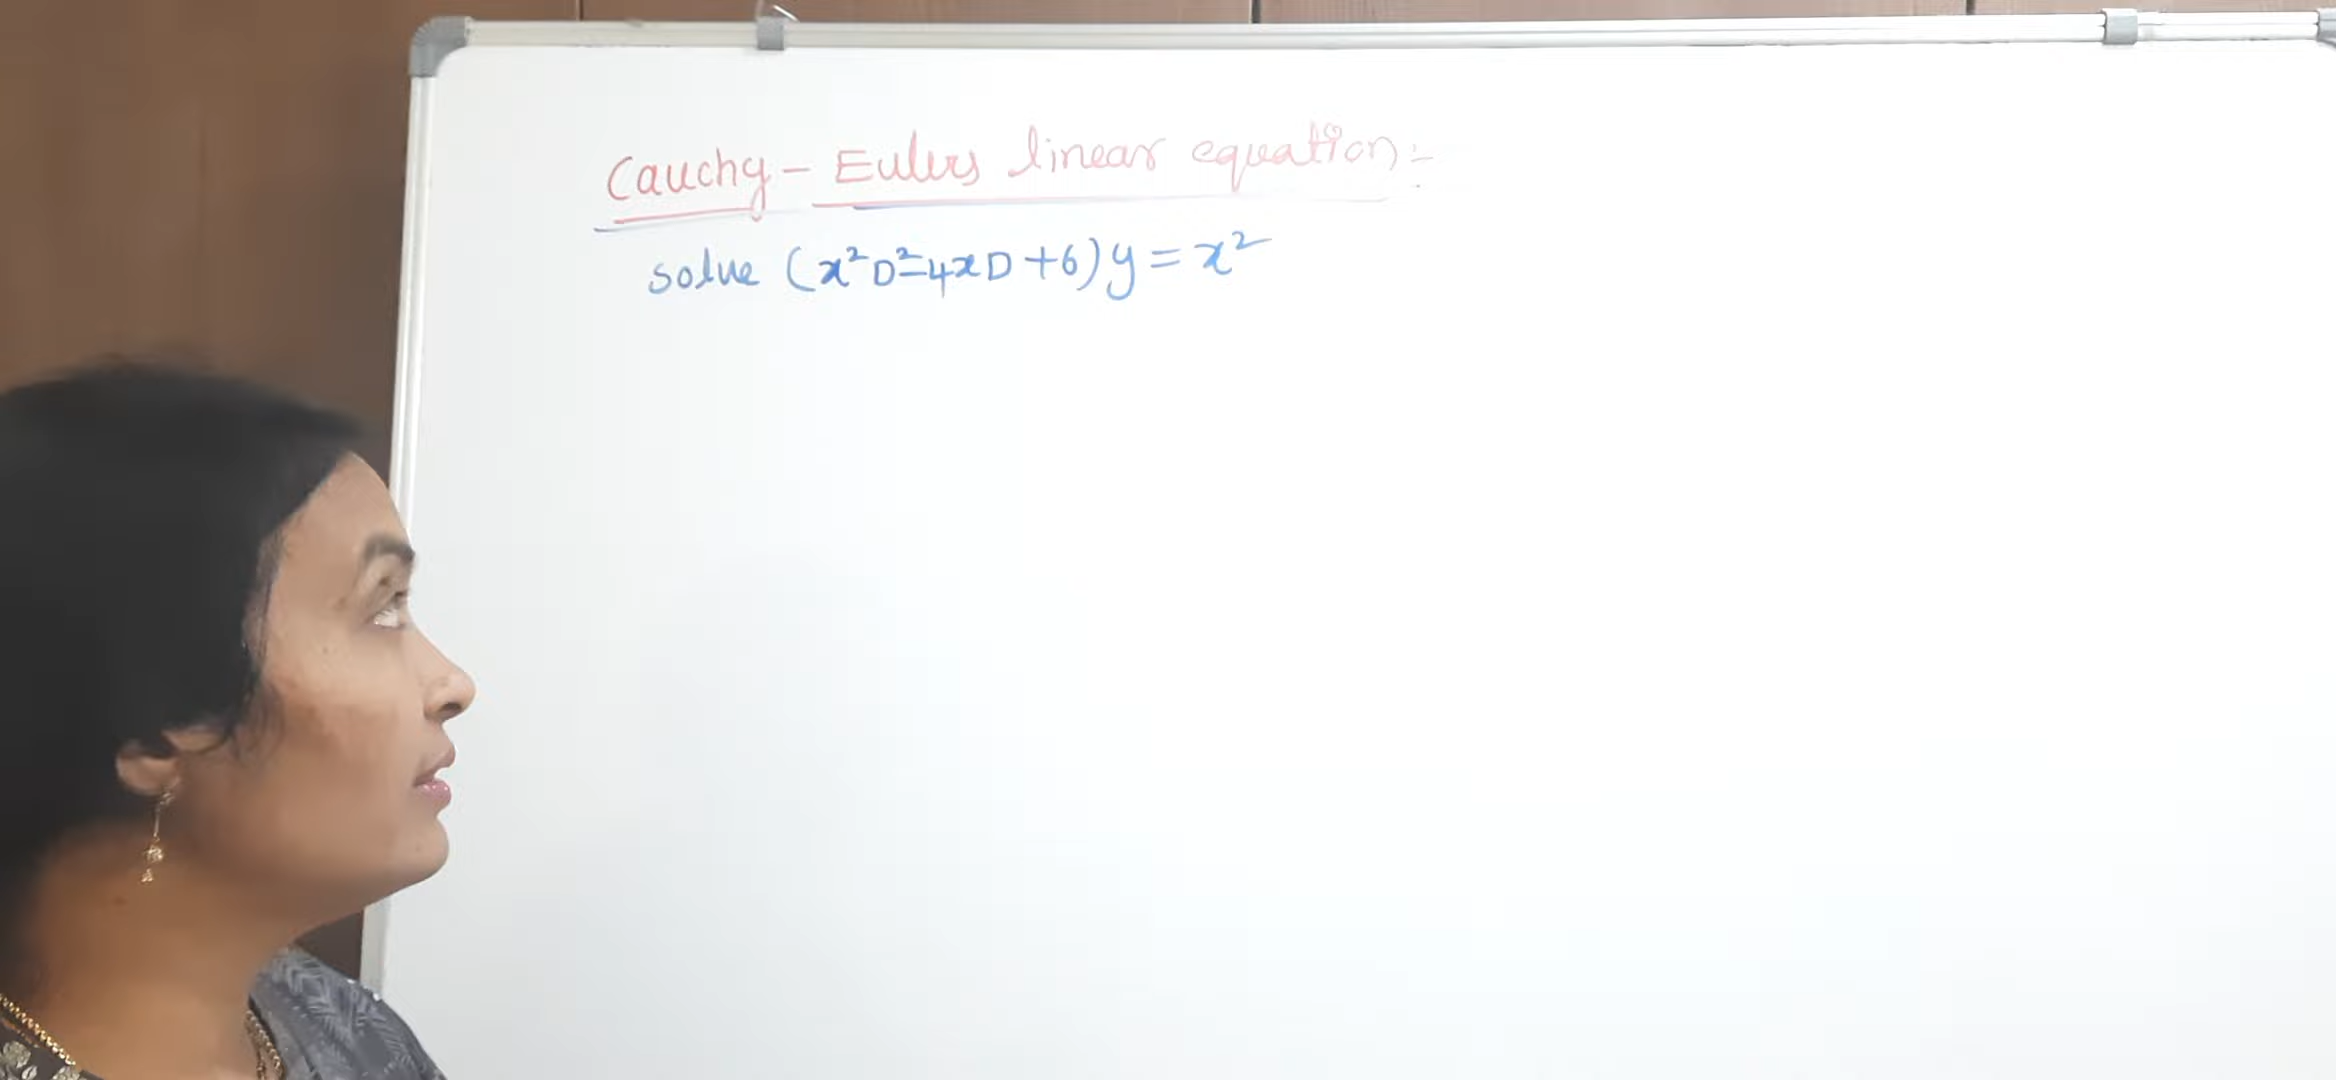 Cauchy - Eulers linear equation :-
solve (x²D²-4xD+6)y = x²